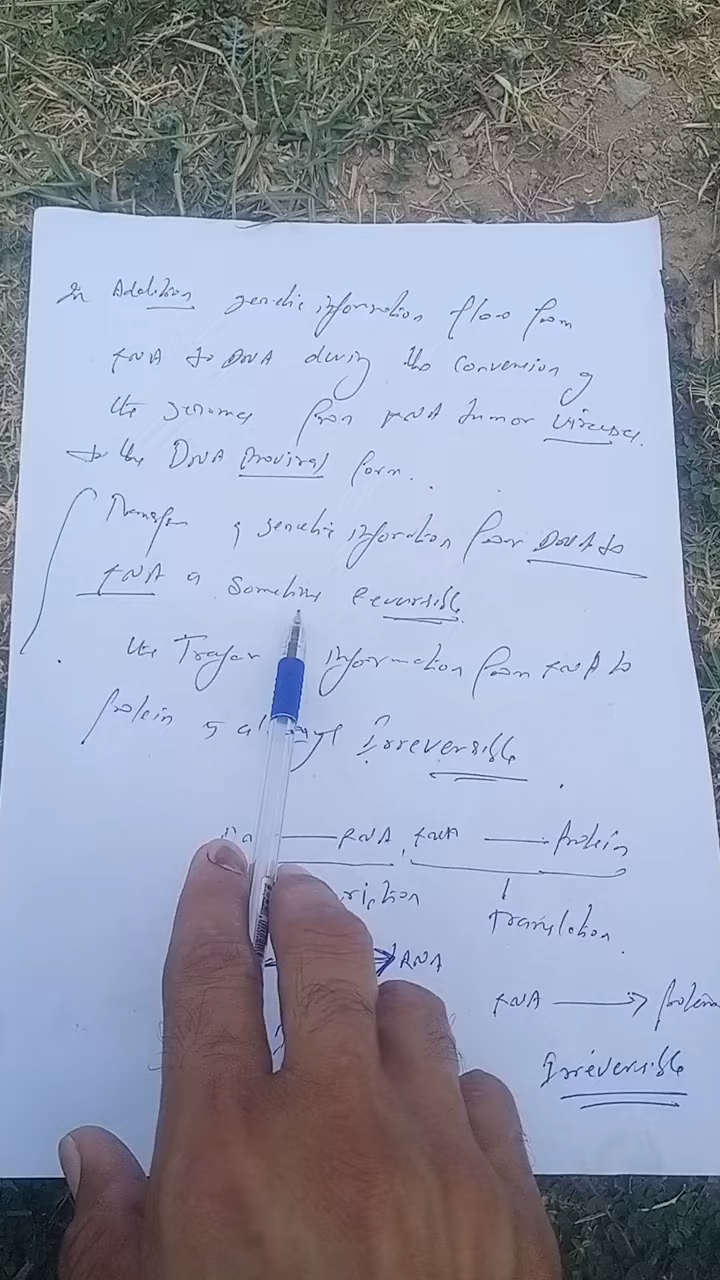 In Addition genetic information flow from
RNA to DNA during the conversion of
the genomes from RNA tumor viruses
to the DNA proviral form.
Transfer of genetic information from DNA to
RNA is sometimes reversible.
the Transfer information from RNA to
protein is always Irreversible.
RNA, RNA — Protein
Translation.
RNA
RNA → protein
Irreversible